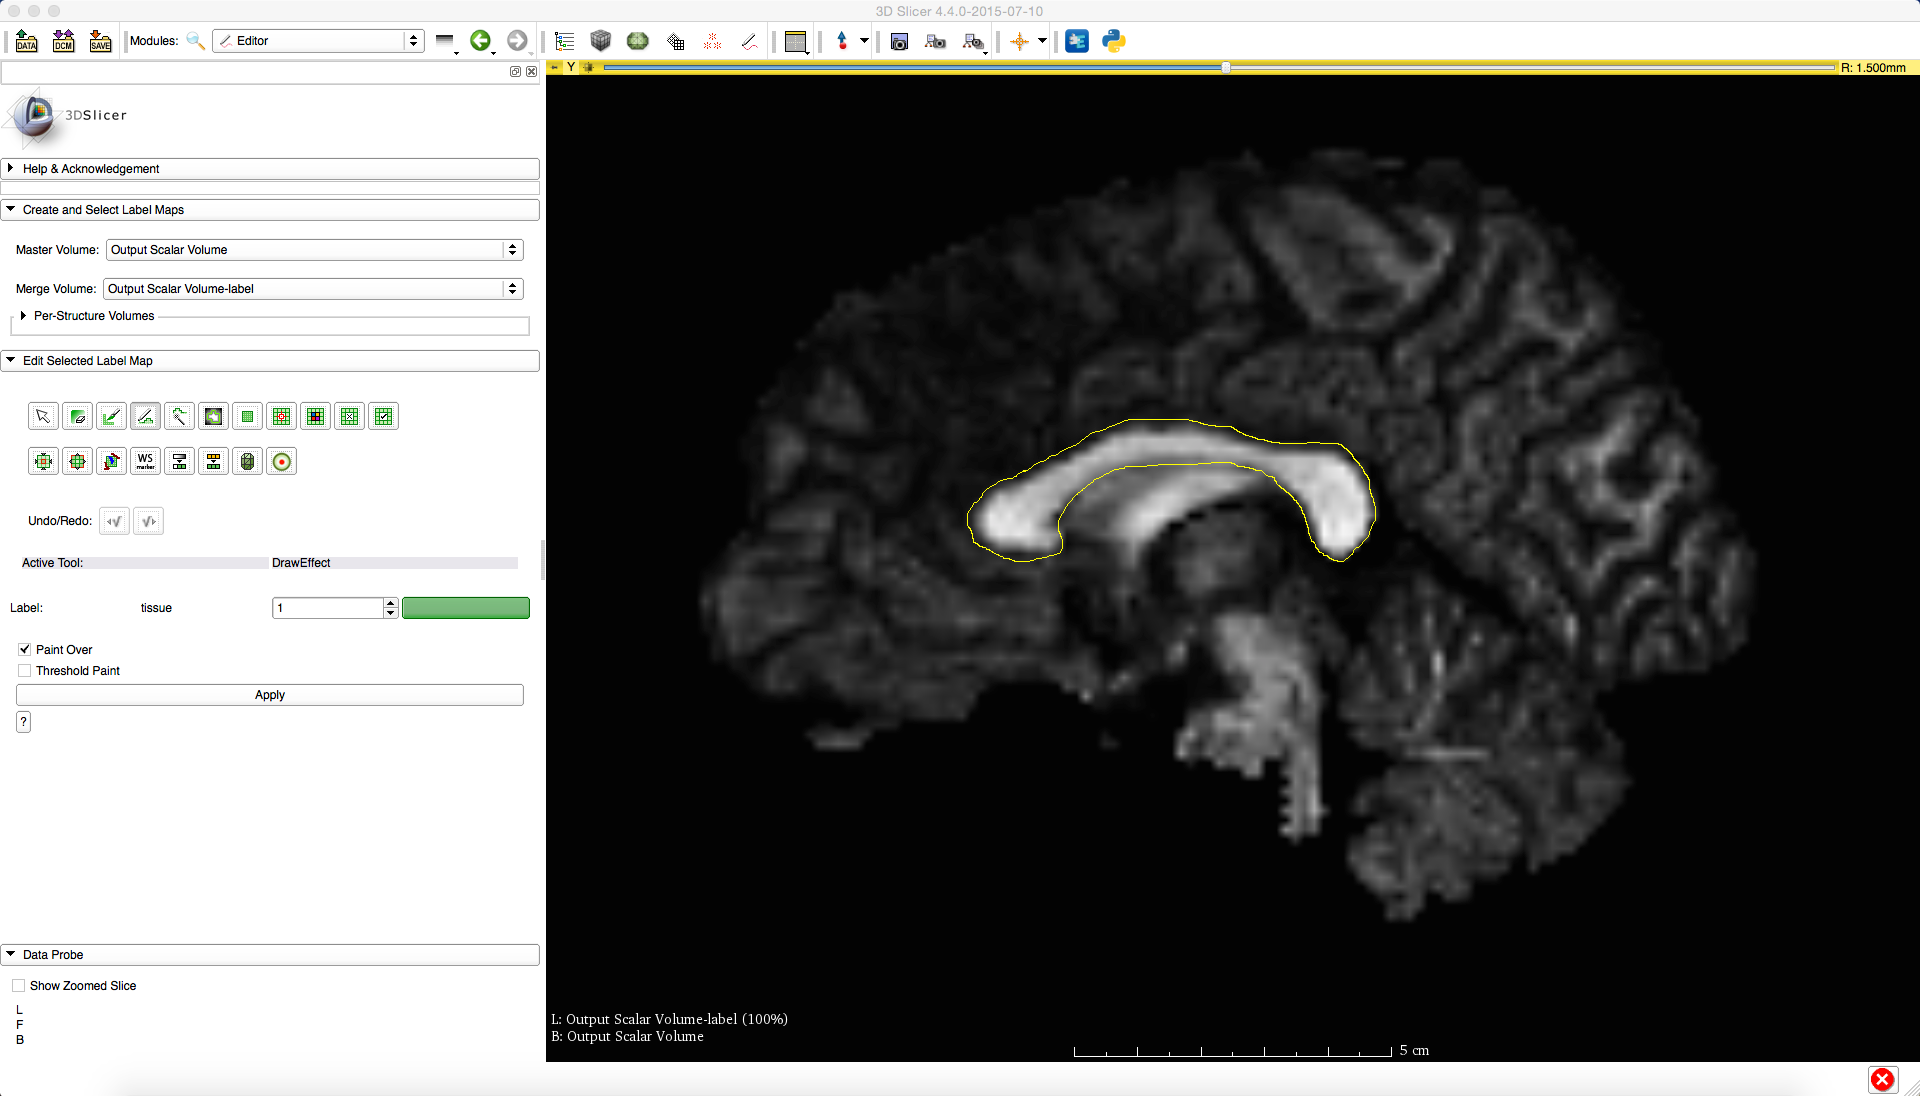 3D Slicer 4.4.0-2015-07-10
DATA
DCM
SAVE
Modules:
Editor
Y
R: 1.500mm
3DSlicer
Help & Acknowledgement
Create and Select Label Maps
Master Volume: Output Scalar Volume
Merge Volume: Output Scalar Volume-label
Per-Structure Volumes
Edit Selected Label Map
WS
marker
Undo/Redo:
Active Tool: DrawEffect
Label: tissue 1
Paint Over
Threshold Paint
Apply
?
Data Probe
Show Zoomed Slice
L
F
B
L: Output Scalar Volume-label (100%)
B: Output Scalar Volume
5 cm